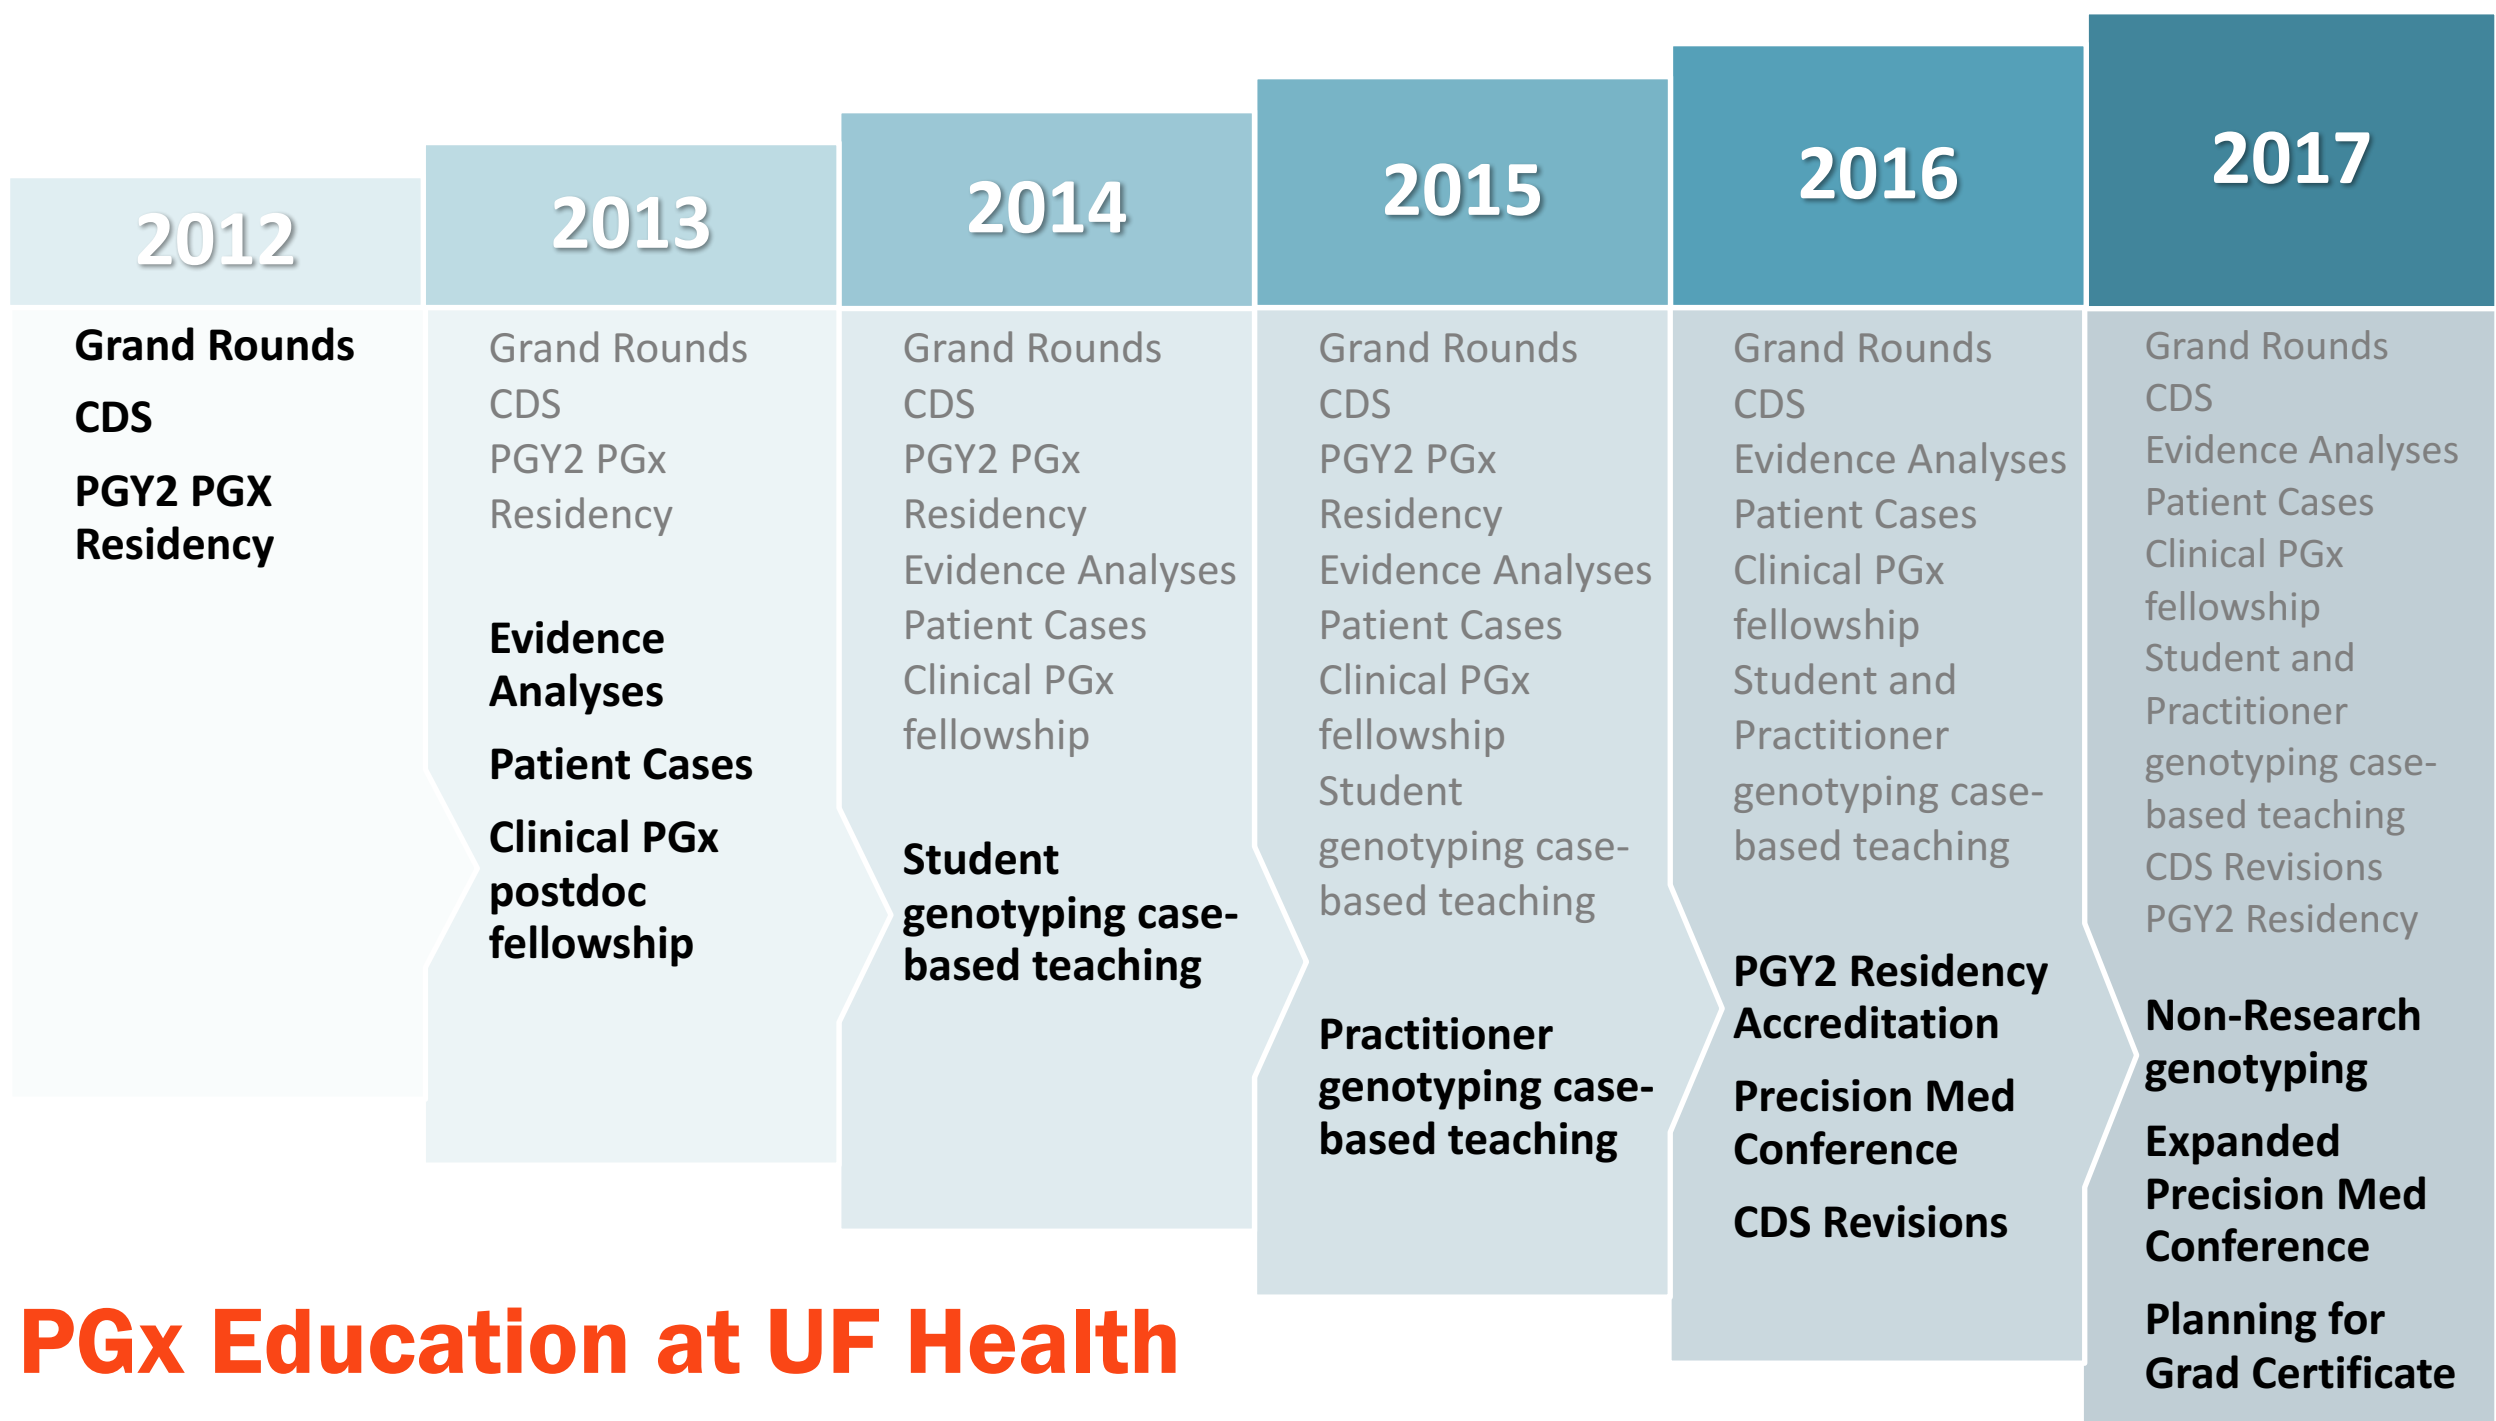 2012
Grand Rounds
CDS
PGY2 PGX
Residency
2013
Grand Rounds
CDS
PGY2 PGx
Residency
Evidence
Analyses
Patient Cases
Clinical PGx
postdoc
fellowship
2014
Grand Rounds
CDS
PGY2 PGx
Residency
Evidence Analyses
Patient Cases
Clinical PGx
fellowship
Student
genotyping case-
based teaching
2015
Grand Rounds
CDS
PGY2 PGx
Residency
Evidence Analyses
Patient Cases
Clinical PGx
fellowship
Student
genotyping case-
based teaching
Practitioner
genotyping case-
based teaching
2016
Grand Rounds
CDS
Evidence Analyses
Patient Cases
Clinical PGx
fellowship
Student and
Practitioner
genotyping case-
based teaching
PGY2 Residency
Accreditation
Precision Med
Conference
CDS Revisions
2017
Grand Rounds
CDS
Evidence Analyses
Patient Cases
Clinical PGx
fellowship
Student and
Practitioner
genotyping case-
based teaching
CDS Revisions
PGY2 Residency
Non-Research
genotyping
Expanded
Precision Med
Conference
Planning for
Grad Certificate
PGx Education at UF Health